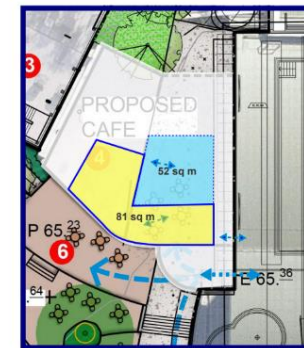 3
PROPOSED
CAFE
4
52 sq m
81 sq m
P 65.23
6
E 65.36
.64